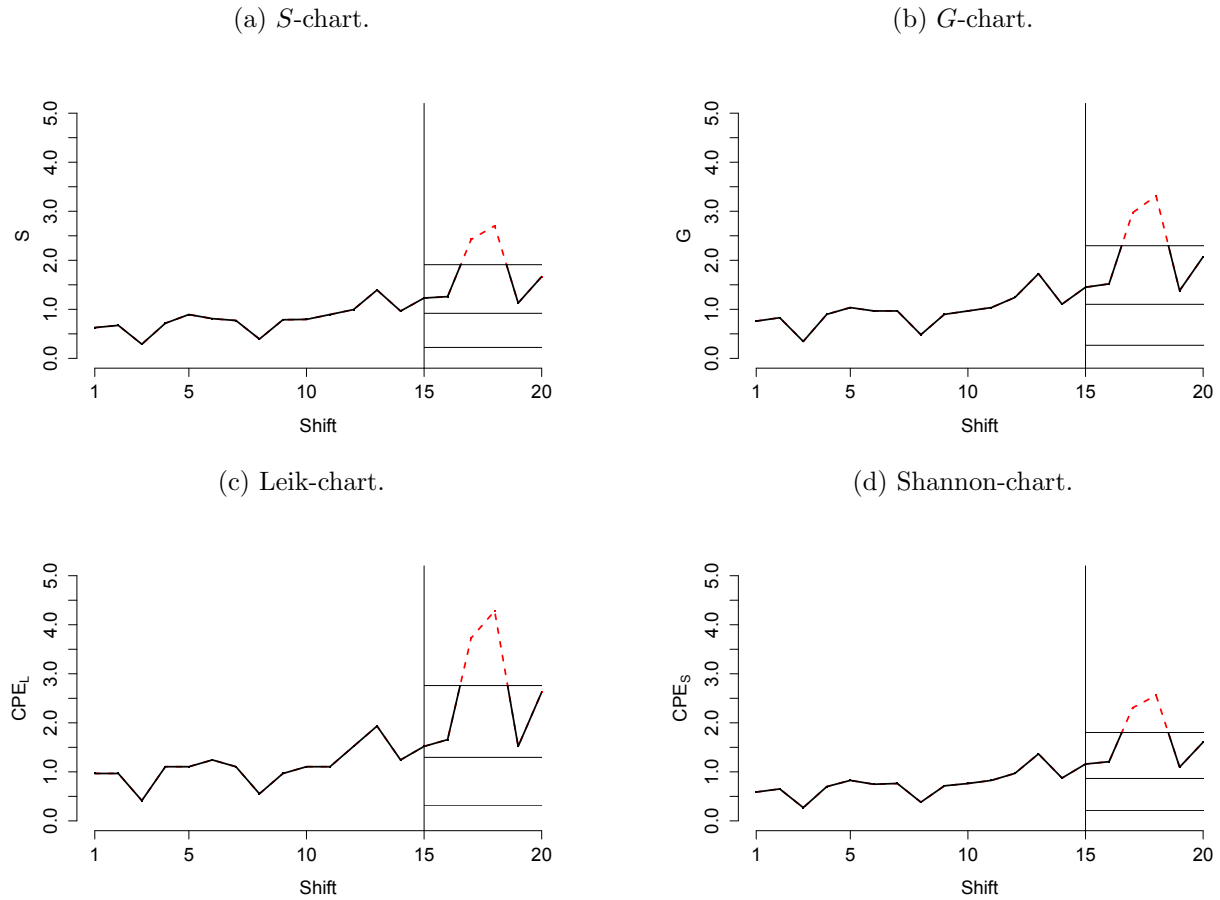 (a) S-chart.
(b) G-chart.
S
0.0 1.0 2.0 3.0 4.0 5.0
1 5 10 15 20
Shift
G
0.0 1.0 2.0 3.0 4.0 5.0
1 5 10 15 20
Shift
(c) Leik-chart.
(d) Shannon-chart.
CPE_L
0.0 1.0 2.0 3.0 4.0 5.0
1 5 10 15 20
Shift
CPE_S
0.0 1.0 2.0 3.0 4.0 5.0
1 5 10 15 20
Shift